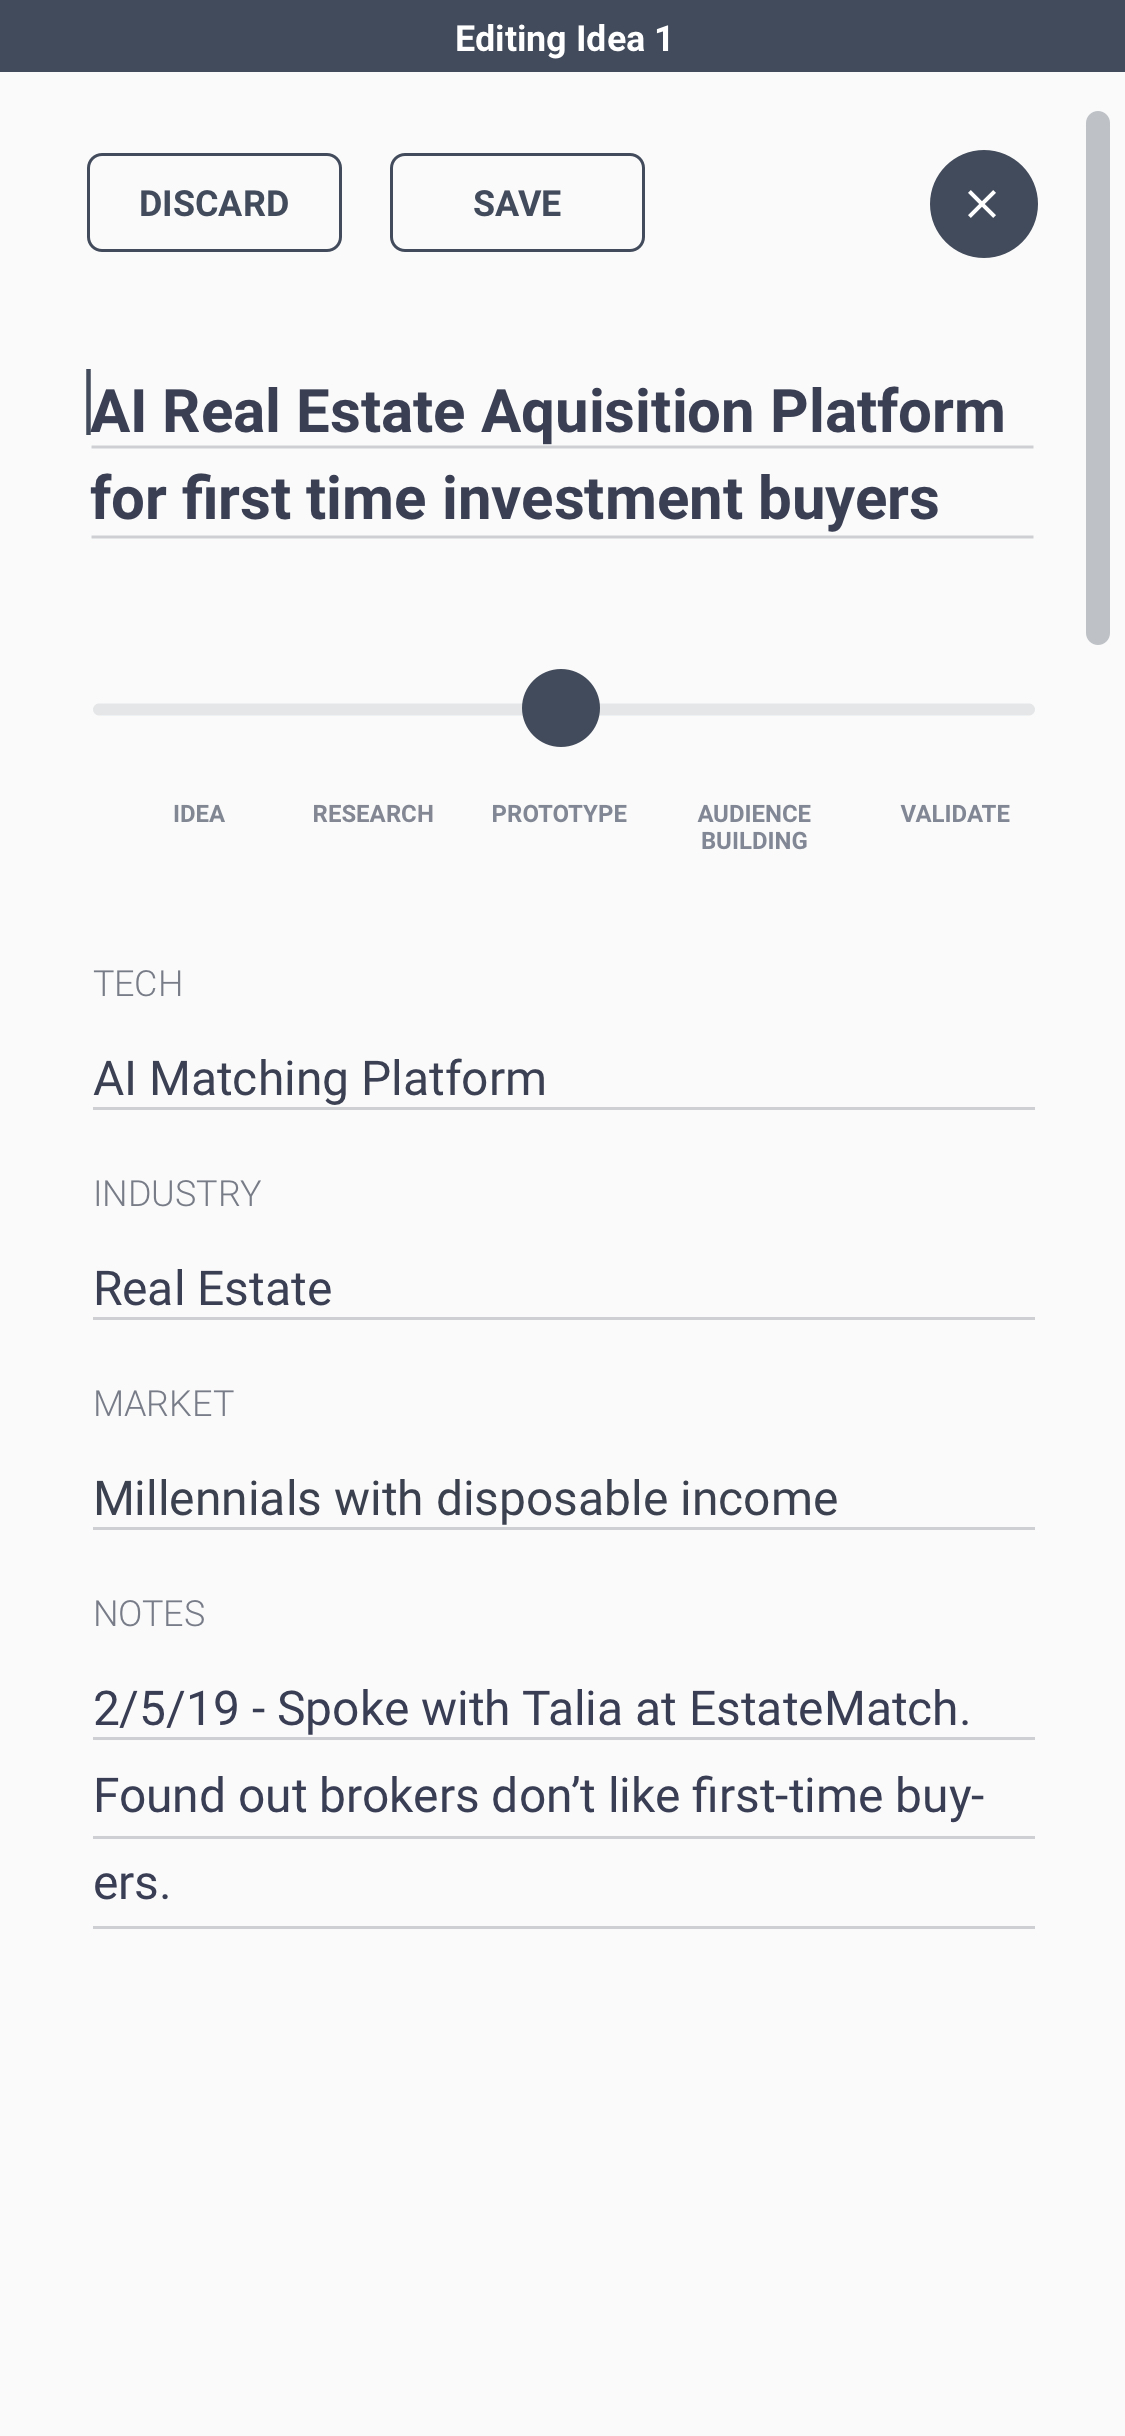 Editing Idea 1
DISCARD
SAVE
AI Real Estate Aquisition Platform
for first time investment buyers
IDEA
RESEARCH
PROTOTYPE
AUDIENCE
BUILDING
VALIDATE
TECH
AI Matching Platform
INDUSTRY
Real Estate
MARKET
Millennials with disposable income
NOTES
2/5/19 - Spoke with Talia at EstateMatch.
Found out brokers don’t like first-time buy-
ers.